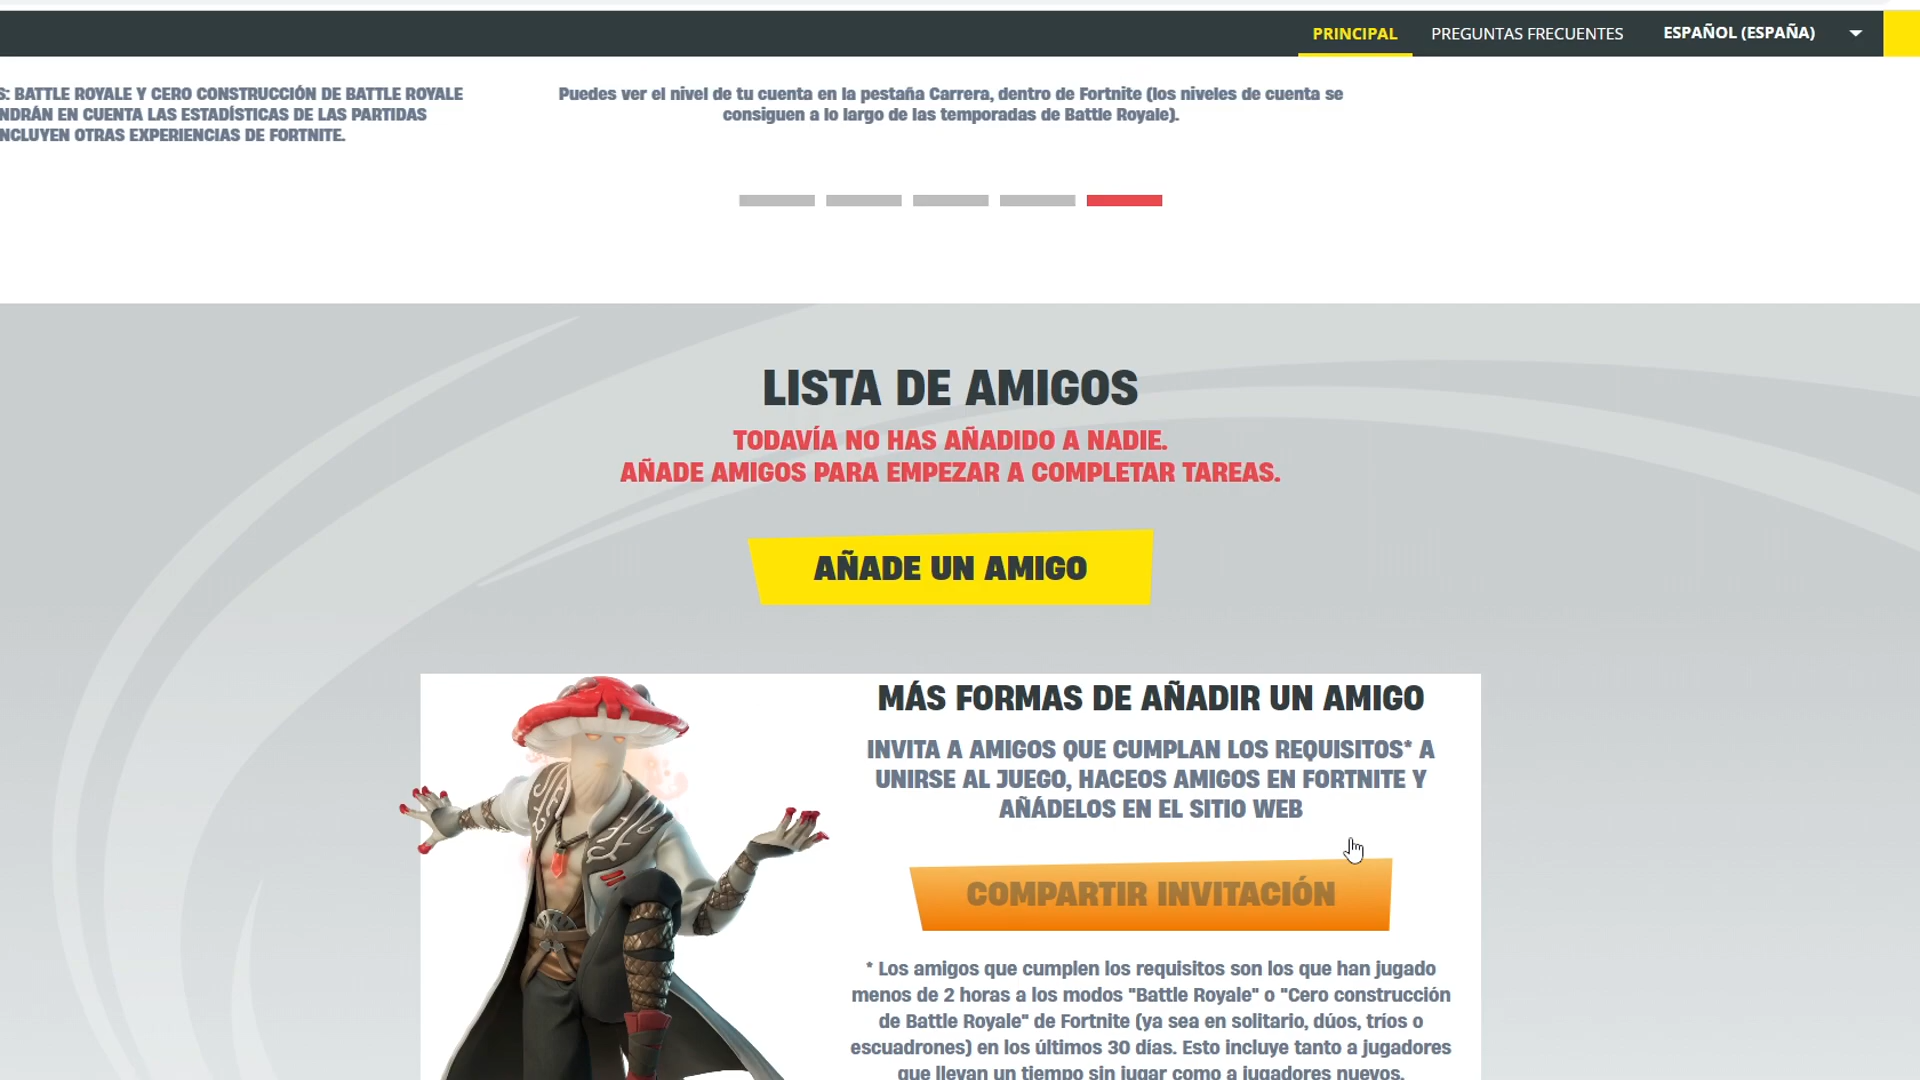 PRINCIPAL PREGUNTAS FRECUENTES ESPAÑOL (ESPAÑA)
S: BATTLE ROYALE Y CERO CONSTRUCCIÓN DE BATTLE ROYALE
NDRÁN EN CUENTA LAS ESTADÍSTICAS DE LAS PARTIDAS
NCLUYEN OTRAS EXPERIENCIAS DE FORTNITE.
Puedes ver el nivel de tu cuenta en la pestaña Carrera, dentro de Fortnite (los niveles de cuenta se
consiguen a lo largo de las temporadas de Battle Royale).
LISTA DE AMIGOS
TODAVÍA NO HAS AÑADIDO A NADIE.
AÑADE AMIGOS PARA EMPEZAR A COMPLETAR TAREAS.
AÑADE UN AMIGO
MÁS FORMAS DE AÑADIR UN AMIGO
INVITA A AMIGOS QUE CUMPLAN LOS REQUISITOS* A
UNIRSE AL JUEGO, HACEOS AMIGOS EN FORTNITE Y
AÑÁDELOS EN EL SITIO WEB
COMPARTIR INVITACIÓN
* Los amigos que cumplen los requisitos son los que han jugado
menos de 2 horas a los modos "Battle Royale" o "Cero construcción
de Battle Royale" de Fortnite (ya sea en solitario, dúos, tríos o
escuadrones) en los últimos 30 días. Esto incluye tanto a jugadores
que llevan un tiempo sin jugar como a jugadores nuevos.